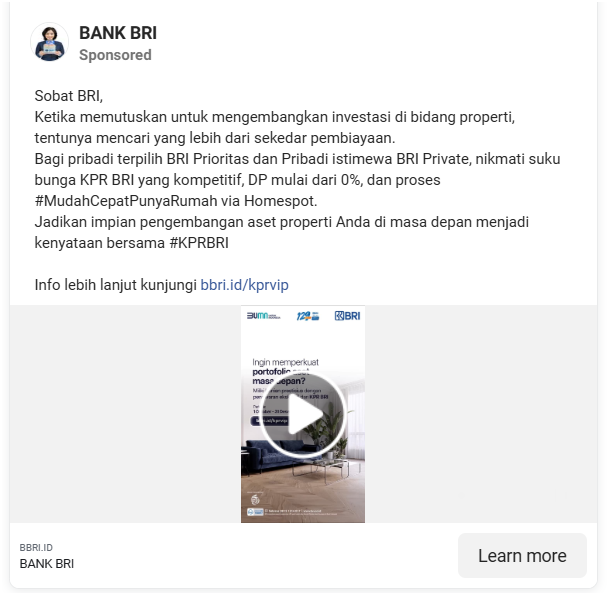 BANK BRI
Sponsored
Sobat BRI,
Ketika memutuskan untuk mengembangkan investasi di bidang properti,
tentunya mencari yang lebih dari sekedar pembiayaan.
Bagi pribadi terpilih BRI Prioritas dan Pribadi istimewa BRI Private, nikmati suku
bunga KPR BRI yang kompetitif, DP mulai dari 0%, dan proses
#MudahCepatPunyaRumah via Homespot.
Jadikan impian pengembangan aset properti Anda di masa depan menjadi
kenyataan bersama #KPRBRI
Info lebih lanjut kunjungi bbri.id/kprvip
BUMN 129 BRI
Ingin memperkuat
portofolio
masa depan?
BBRI.ID
BANK BRI
Learn more